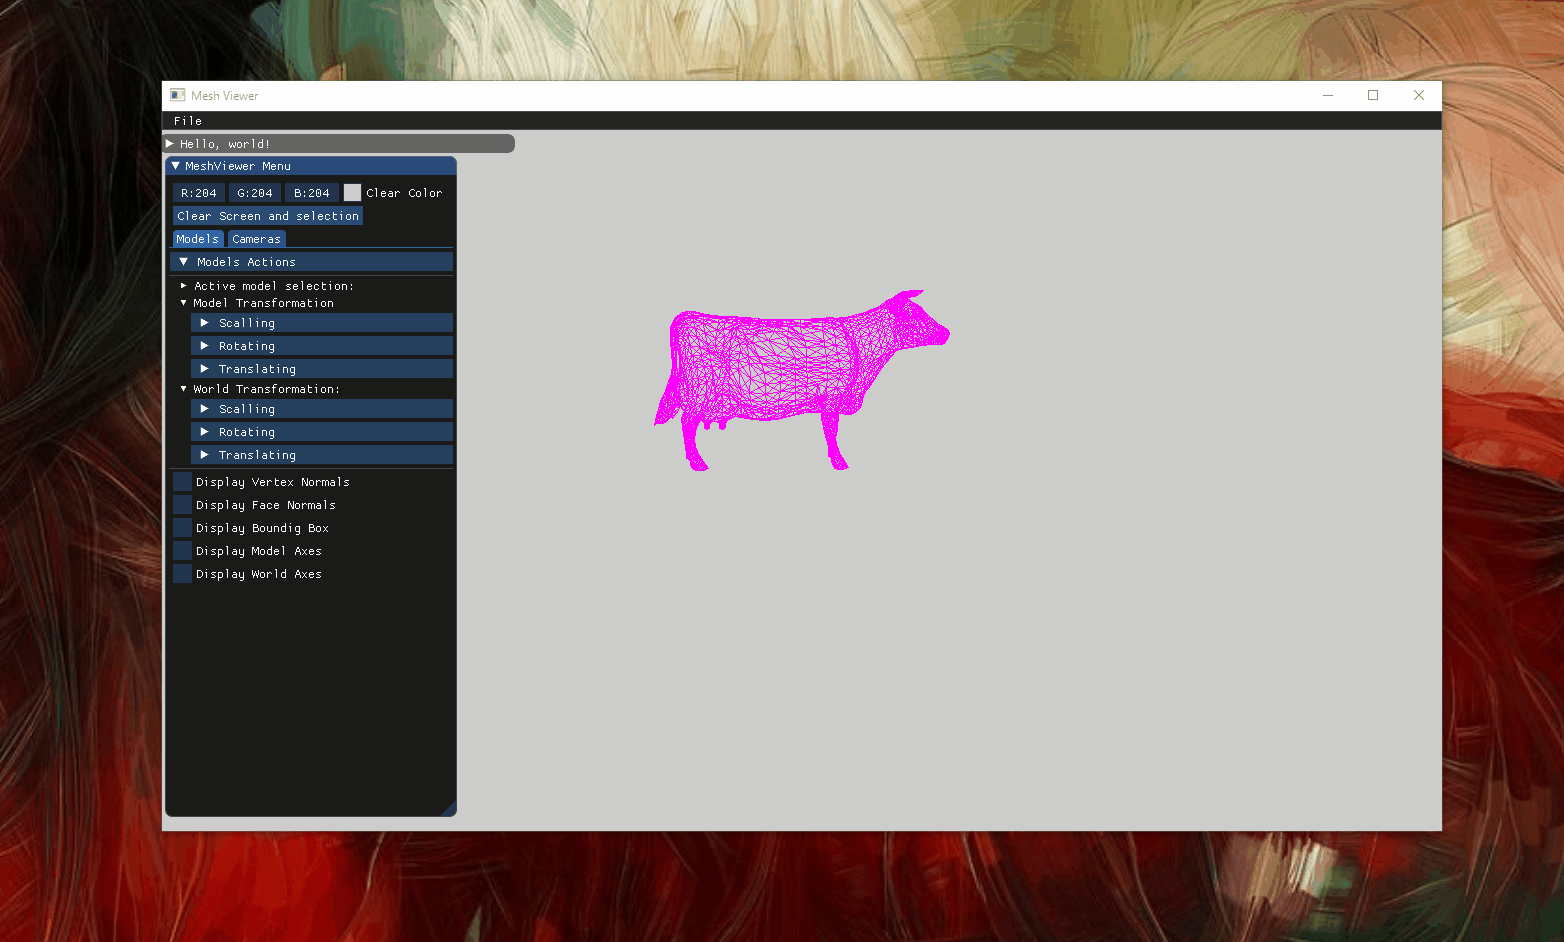 Mesh Viewer
File
Hello, world!
MeshViewer Menu
R:204 G:204 B:204 Clear Color
Clear Screen and selection
Models Cameras
Models Actions
Active model selection:
Model Transformation
Scalling
Rotating
Translating
World Transformation:
Scalling
Rotating
Translating
Display Vertex Normals
Display Face Normals
Display Boundig Box
Display Model Axes
Display World Axes